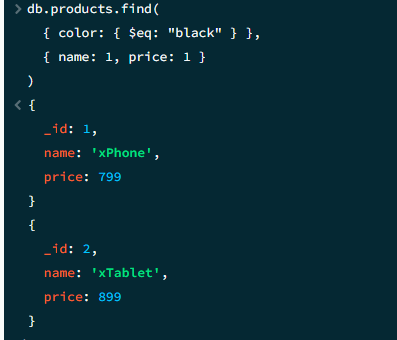 > db.products.find(
{ color: { $eq: "black" } },
{ name: 1, price: 1 }
)
< {
_id: 1,
name: 'xPhone',
price: 799
}
{
_id: 2,
name: 'xTablet',
price: 899
}